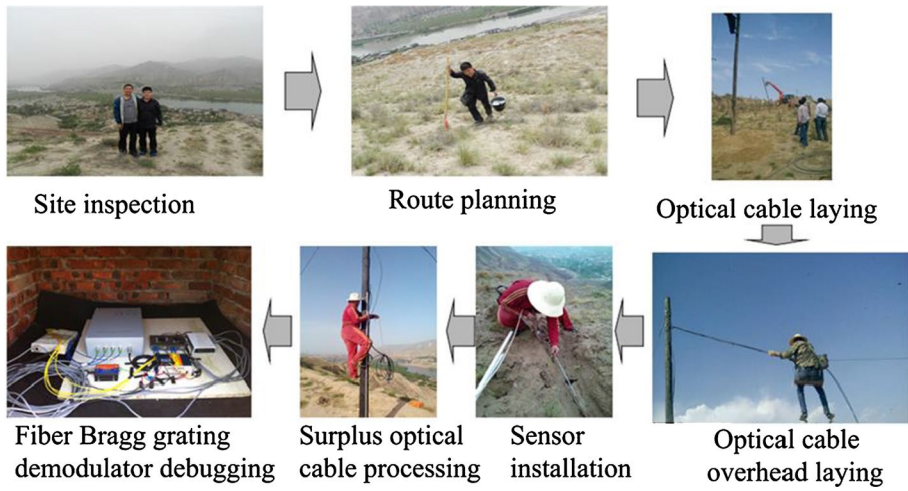 Site inspection
Route planning
Optical cable laying
Optical cable
overhead laying
Sensor
installation
Surplus optical
cable processing
Fiber Bragg grating
demodulator debugging